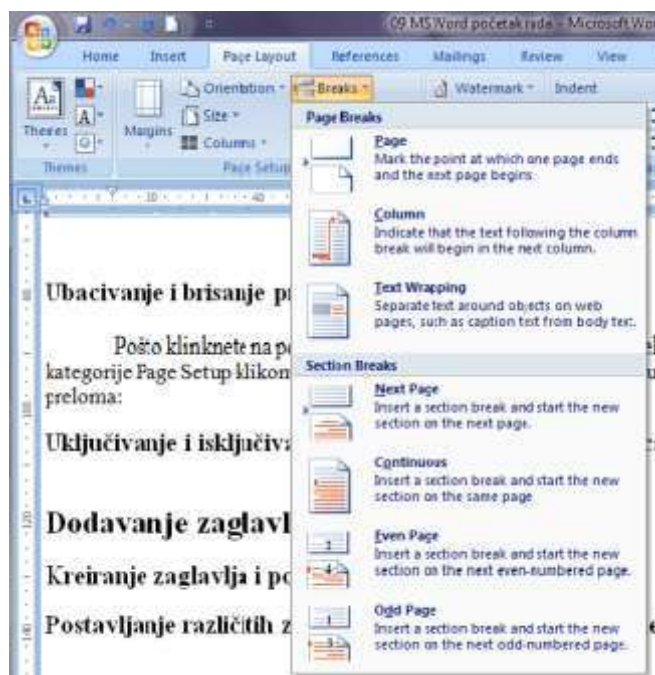 09 MS Word početak rada - Microsoft Wo
Home Insert Page Layout References Mailings Review View
Themes
Margins
Orientation
Size
Columns
Breaks
Watermark
Indent
Themes
Page Setup
Page Breaks
Page
Mark the point at which one page ends
and the next page begins.
Column
Indicate that the text following the column
break will begin in the next column.
Text Wrapping
Separate text around objects on web
pages, such as caption text from body text.
Section Breaks
Next Page
Insert a section break and start the new
section on the next page.
Continuous
Insert a section break and start the new
section on the same page.
Even Page
Insert a section break and start the new
section on the next even-numbered page.
Odd Page
Insert a section break and start the new
section on the next odd-numbered page.
Ubacivanje i brisanje
Pošto kliknete na
kategorije Page Setup klikom
preloma:
Uključivanje i
Dodavanje
Kreiranje zaglavlja i
Postavljanje različitih